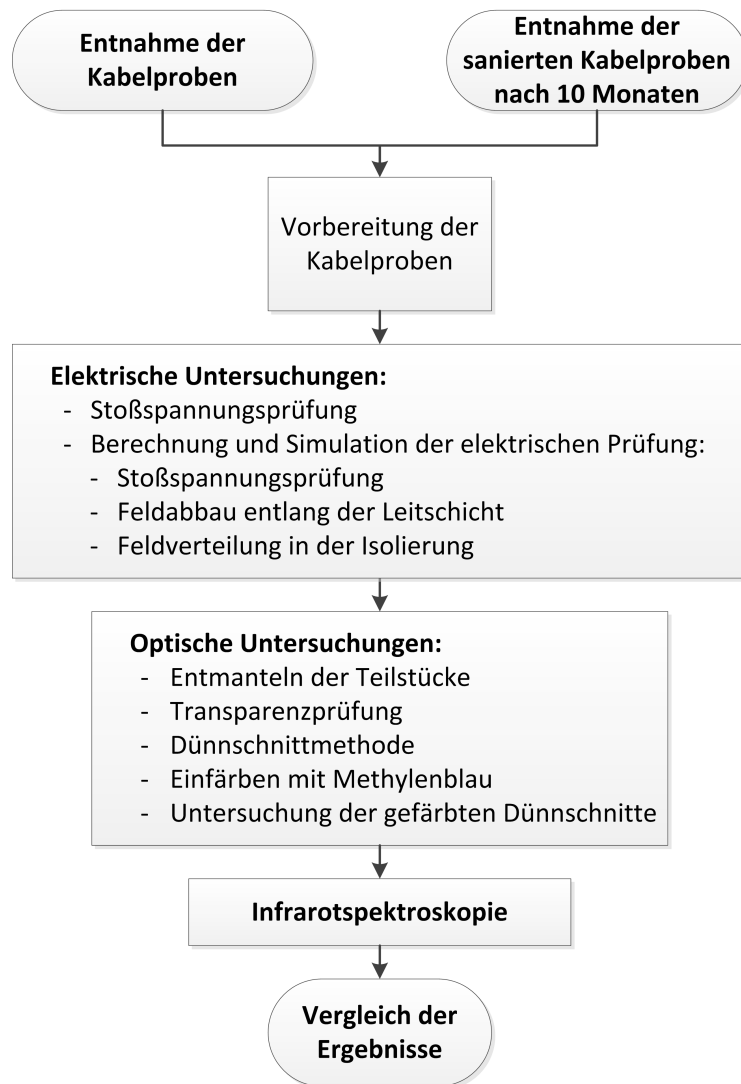 Entnahme der
Kabelproben
Entnahme der
sanierten Kabelproben
nach 10 Monaten
Vorbereitung der
Kabelproben
Elektrische Untersuchungen:
- Stoßspannungsprüfung
- Berechnung und Simulation der elektrischen Prüfung:
- Stoßspannungsprüfung
- Feldabbau entlang der Leitschicht
- Feldverteilung in der Isolierung
Optische Untersuchungen:
- Entmanteln der Teilstücke
- Transparenzprüfung
- Dünnschnittmethode
- Einfärben mit Methylenblau
- Untersuchung der gefärbten Dünnschnitte
Infrarotspektroskopie
Vergleich der
Ergebnisse